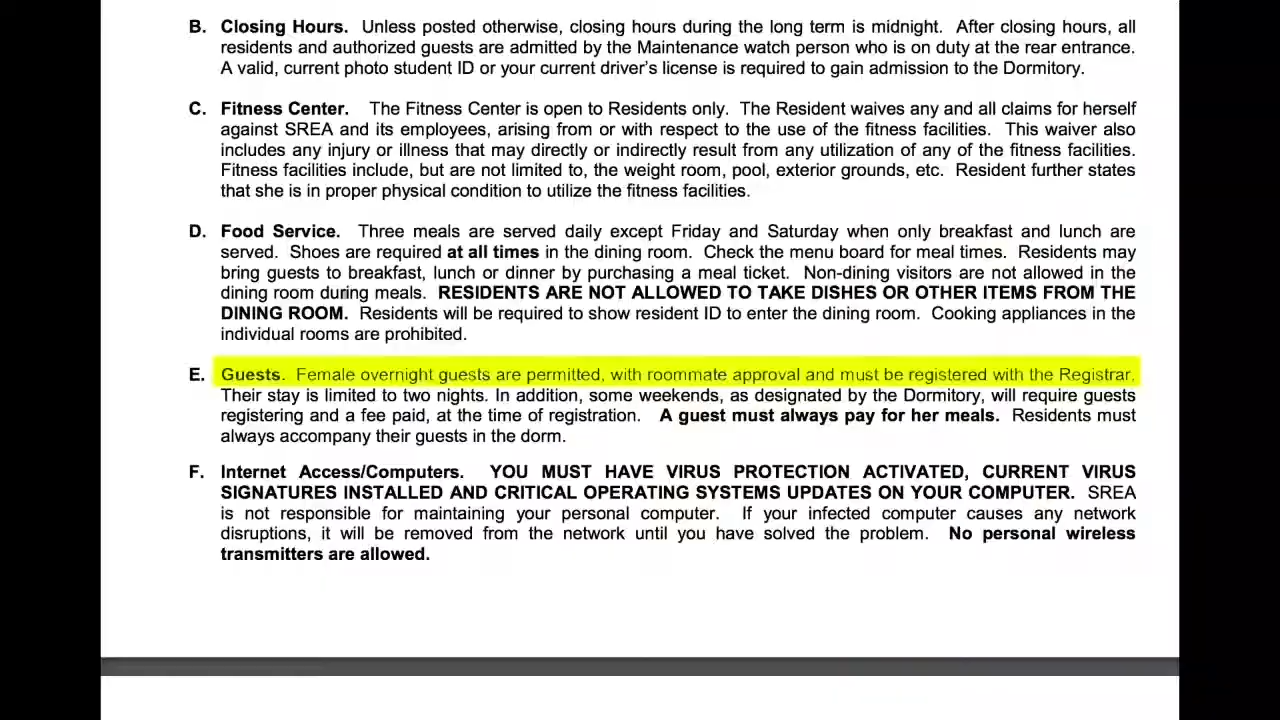 B. Closing Hours. Unless posted otherwise, closing hours during the long term is midnight. After closing hours, all
residents and authorized guests are admitted by the Maintenance watch person who is on duty at the rear entrance.
A valid, current photo student ID or your current driver's license is required to gain admission to the Dormitory.
C. Fitness Center. The Fitness Center is open to Residents only. The Resident waives any and all claims for herself
against SREA and its employees, arising from or with respect to the use of the fitness facilities. This waiver also
includes any injury or illness that may directly or indirectly result from any utilization of any of the fitness facilities.
Fitness facilities include, but are not limited to, the weight room, pool, exterior grounds, etc. Resident further states
that she is in proper physical condition to utilize the fitness facilities.
D. Food Service. Three meals are served daily except Friday and Saturday when only breakfast and lunch are
served. Shoes are required at all times in the dining room. Check the menu board for meal times. Residents may
bring guests to breakfast, lunch or dinner by purchasing a meal ticket. Non-dining visitors are not allowed in the
dining room during meals. RESIDENTS ARE NOT ALLOWED TO TAKE DISHES OR OTHER ITEMS FROM THE
DINING ROOM. Residents will be required to show resident ID to enter the dining room. Cooking appliances in the
individual rooms are prohibited.
E. Guests. Female overnight guests are permitted, with roommate approval and must be registered with the Registrar.
Their stay is limited to two nights. In addition, some weekends, as designated by the Dormitory, will require guests
registering and a fee paid, at the time of registration. A guest must always pay for her meals. Residents must
always accompany their guests in the dorm.
F. Internet Access/Computers. YOU MUST HAVE VIRUS PROTECTION ACTIVATED, CURRENT VIRUS
SIGNATURES INSTALLED AND CRITICAL OPERATING SYSTEMS UPDATES ON YOUR COMPUTER. SREA
is not responsible for maintaining your personal computer. If your infected computer causes any network
disruptions, it will be removed from the network until you have solved the problem. No personal wireless
transmitters are allowed.